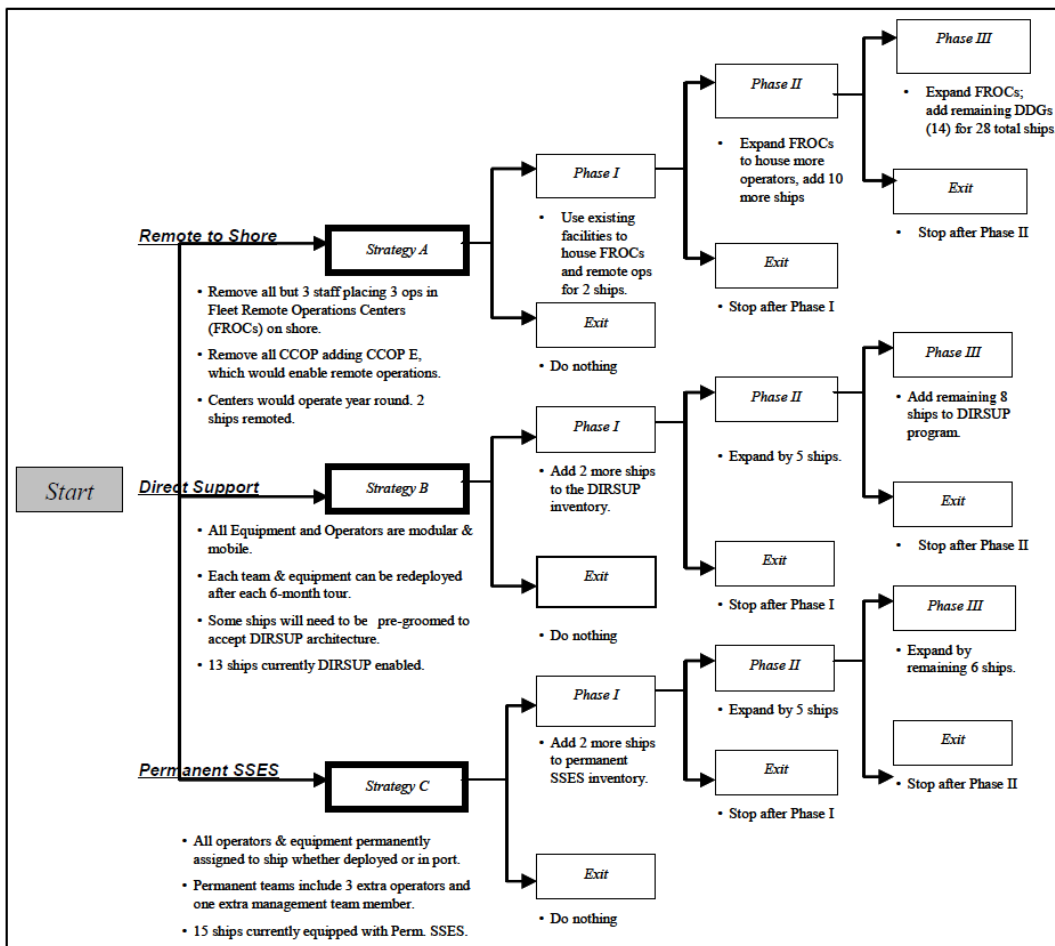 Start
Remote to Shore
Strategy A
• Remove all but 3 staff placing 3 ops in
Fleet Remote Operations Centers
(FROCs) on shore.
• Remove all CCOP adding CCOP E,
which would enable remote operations.
• Centers would operate year round. 2
ships remoted.
Phase I
• Use existing
facilities to
house FROCs
and remote ops
for 2 ships.
Exit
• Do nothing
Phase II
• Expand FROCs
to house more
operators, add 10
more ships
Exit
• Stop after Phase I
Phase III
• Expand FROCs;
add remaining DDGs
(14) for 28 total ships
Exit
• Stop after Phase II
Direct Support
Strategy B
• All Equipment and Operators are modular &
mobile.
• Each team & equipment can be redeployed
after each 6-month tour.
• Some ships will need to be pre-groomed to
accept DIRSUP architecture.
• 13 ships currently DIRSUP enabled.
Phase I
• Add 2 more ships
to the DIRSUP
inventory.
Exit
• Do nothing
Phase II
• Expand by 5 ships.
Exit
• Stop after Phase I
Phase III
• Add remaining 8
ships to DIRSUP
program.
Exit
• Stop after Phase II
Permanent SSES
Strategy C
• All operators & equipment permanently
assigned to ship whether deployed or in port.
• Permanent teams include 3 extra operators and
one extra management team member.
• 15 ships currently equipped with Perm. SSES.
Phase I
• Add 2 more ships
to permanent
SSES inventory.
Exit
• Do nothing
Phase II
• Expand by 5 ships
Exit
• Stop after Phase I
Phase III
• Expand by
remaining 6 ships.
Exit
• Stop after Phase II